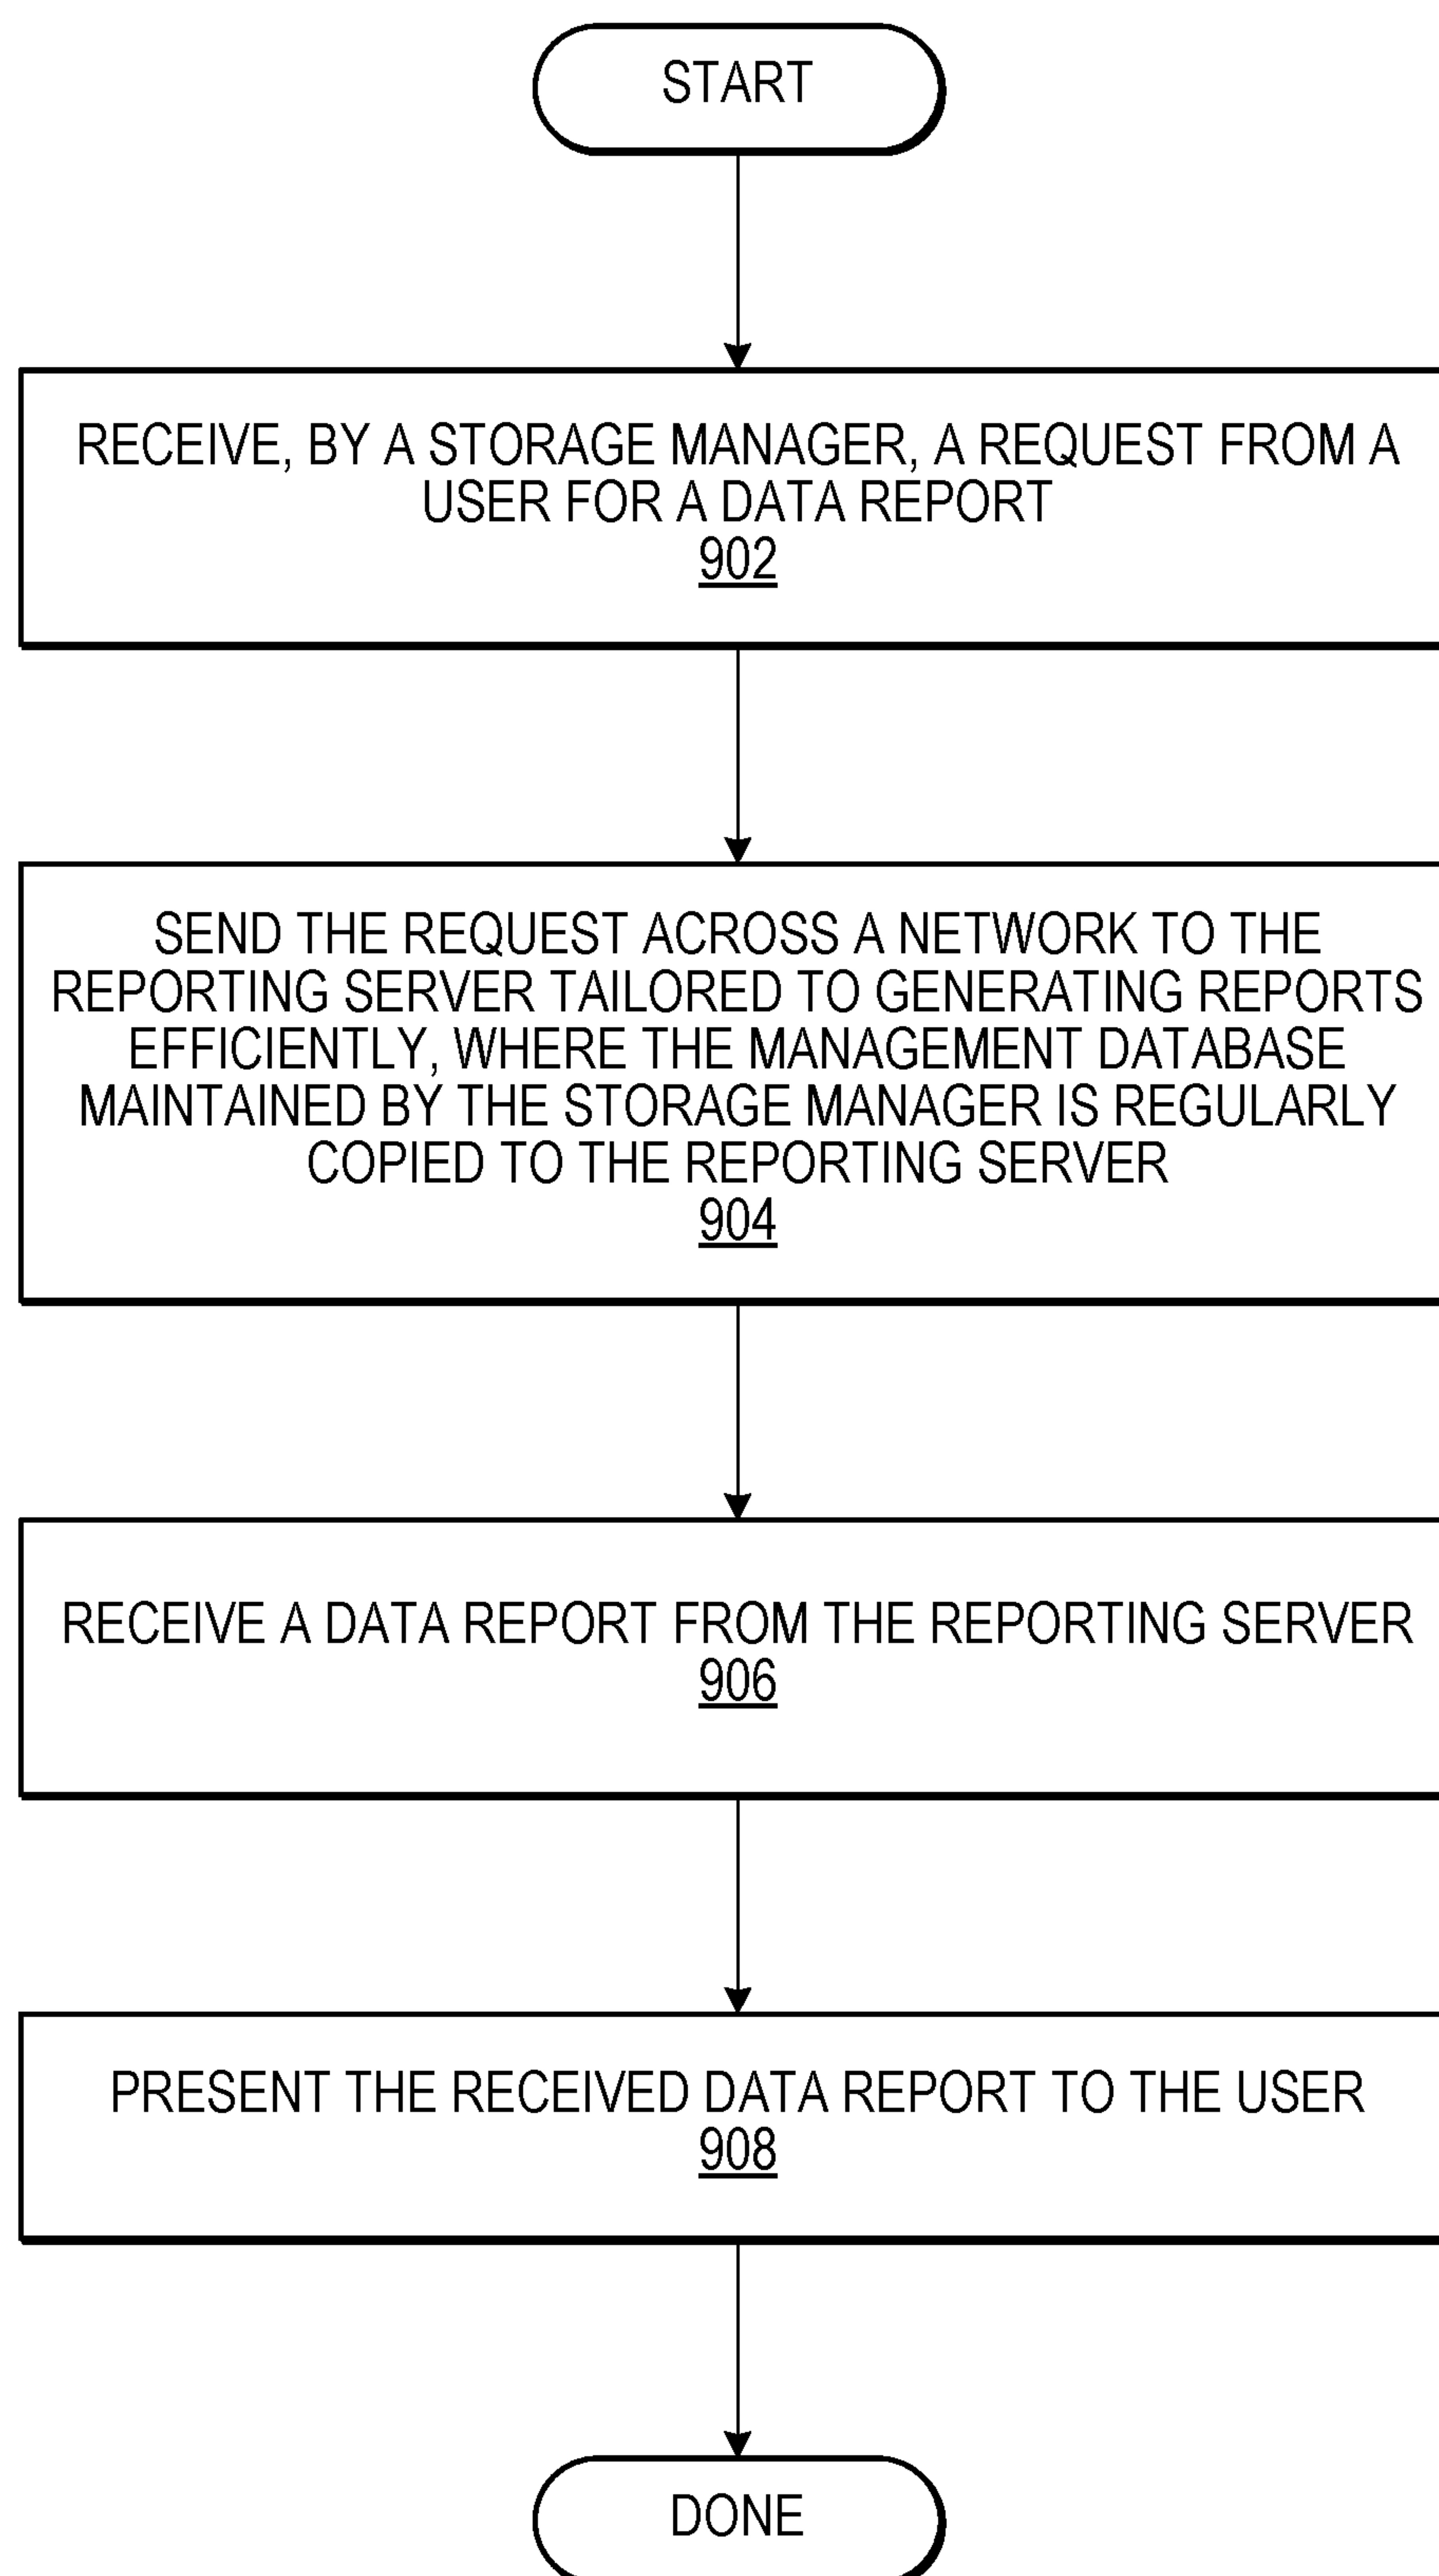 START
RECEIVE, BY A STORAGE MANAGER, A REQUEST FROM A
USER FOR A DATA REPORT
902
SEND THE REQUEST ACROSS A NETWORK TO THE
REPORTING SERVER TAILORED TO GENERATING REPORTS
EFFICIENTLY, WHERE THE MANAGEMENT DATABASE
MAINTAINED BY THE STORAGE MANAGER IS REGULARLY
COPIED TO THE REPORTING SERVER
904
RECEIVE A DATA REPORT FROM THE REPORTING SERVER
906
PRESENT THE RECEIVED DATA REPORT TO THE USER
908
DONE